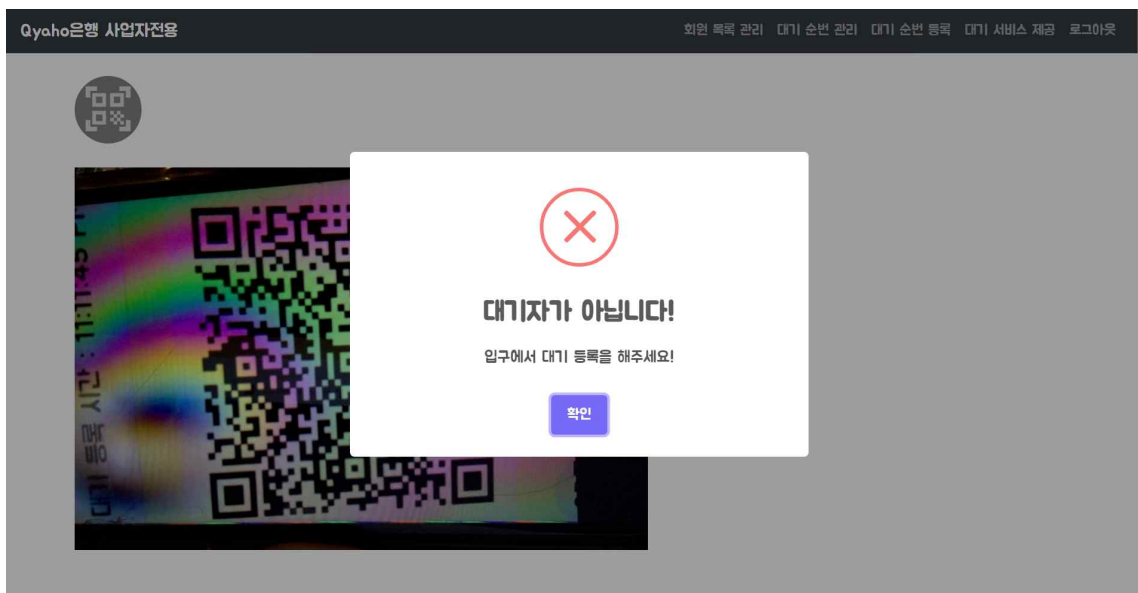 Qyaho은행 사업자전용
회원 목록 관리 대기 순번 관리 대기 순번 등록 대기 서비스 제공 로그아웃
대기자가 아닙니다!
입구에서 대기 등록을 해주세요!
확인